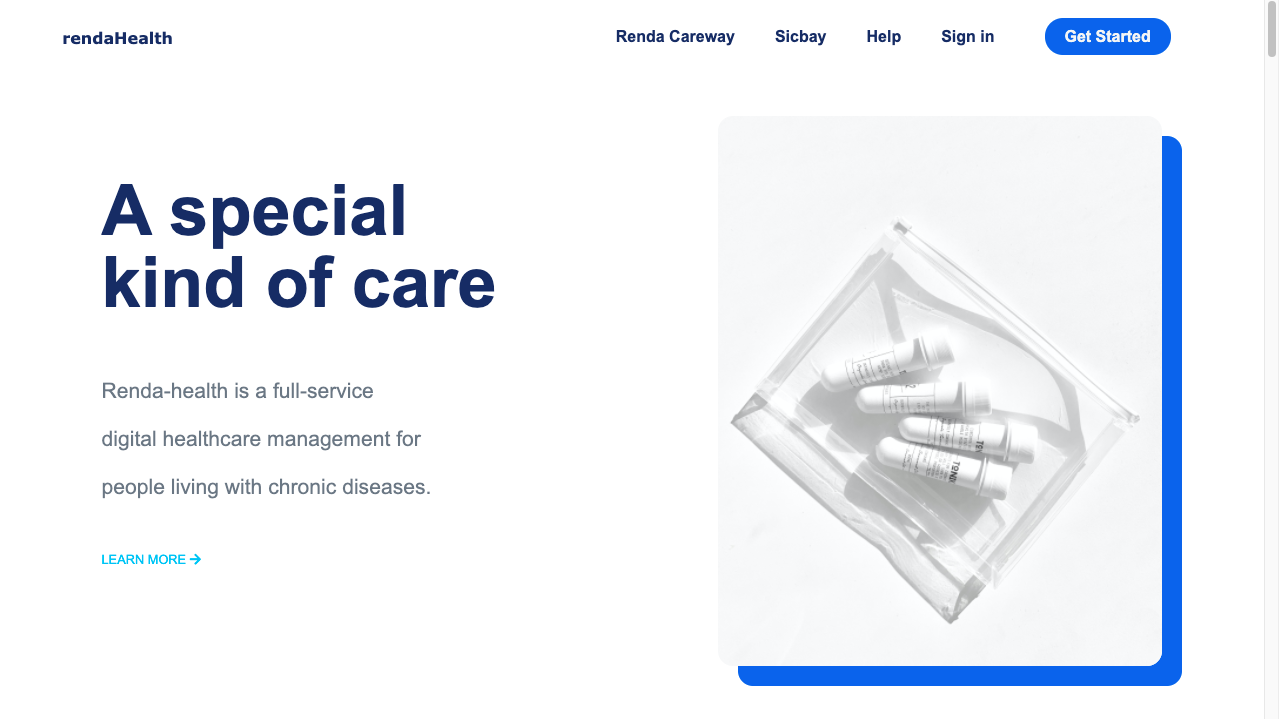 rendaHealth
Renda Careway
Sicbay
Help
Sign in
Get Started
A special
kind of care
Renda-health is a full-service
digital healthcare management for
people living with chronic diseases.
LEARN MORE →